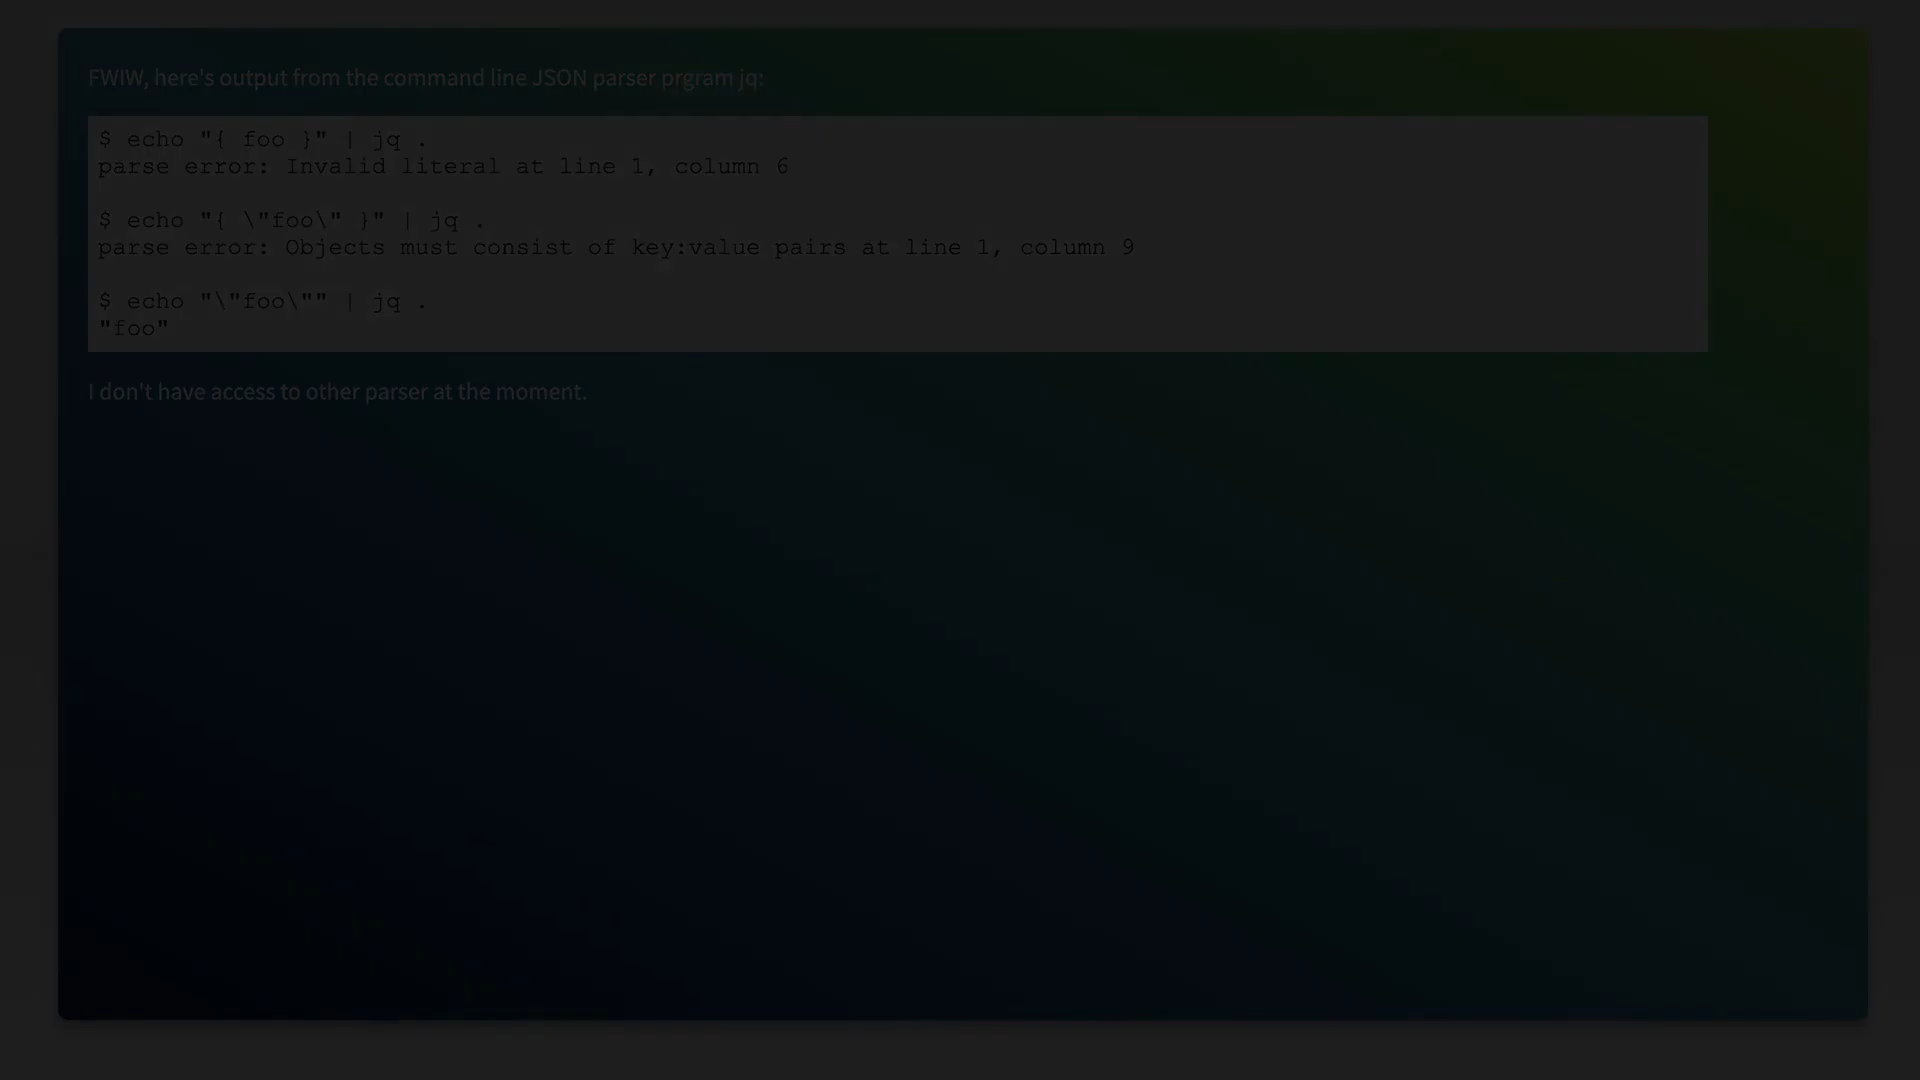 FWIW, here's output from the command line JSON parser prgram jq:
$ echo "{ foo }" | jq .
parse error: Invalid literal at line 1, column 6
$ echo "{ \"foo\" }" | jq .
parse error: Objects must consist of key:value pairs at line 1, column 9
$ echo "\"foo\"" | jq .
"foo"
I don't have access to other parser at the moment.